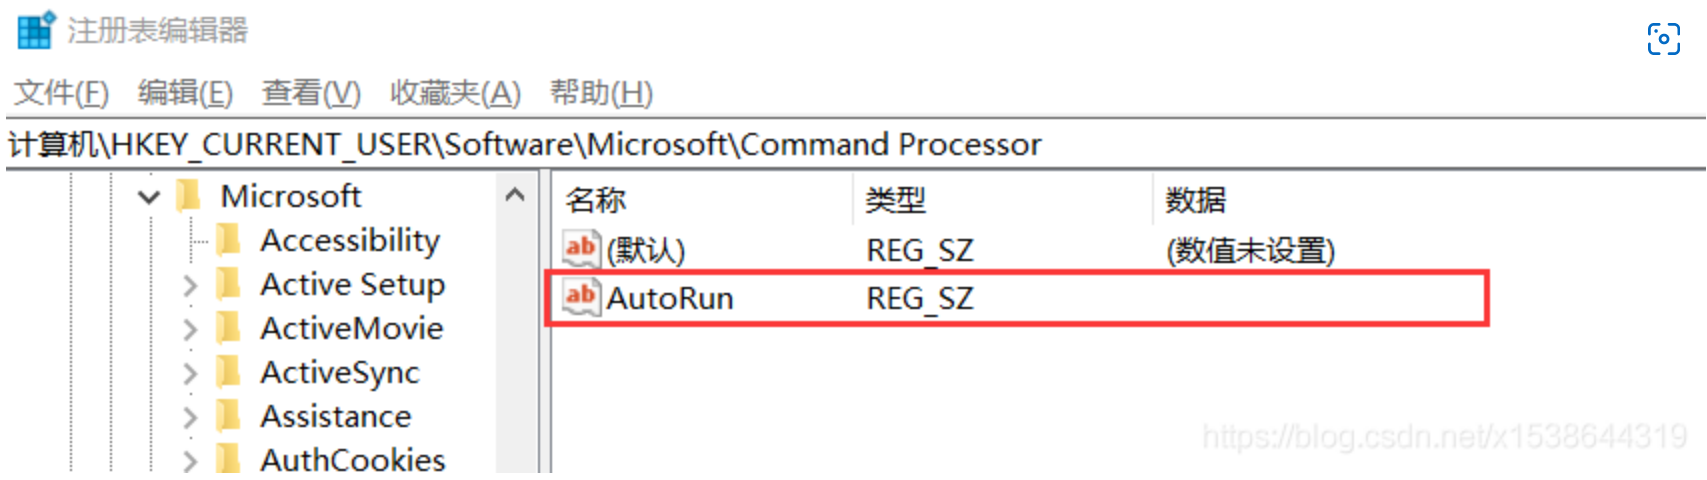 注册表编辑器
文件(F) 编辑(E) 查看(V) 收藏夹(A) 帮助(H)
计算机\HKEY_CURRENT_USER\Software\Microsoft\Command Processor
Microsoft
Accessibility
Active Setup
ActiveMovie
ActiveSync
Assistance
AuthCookies
名称 类型 数据
ab (默认) REG_SZ (数值未设置)
ab AutoRun REG_SZ
https://blog.csdn.net/x1538644319